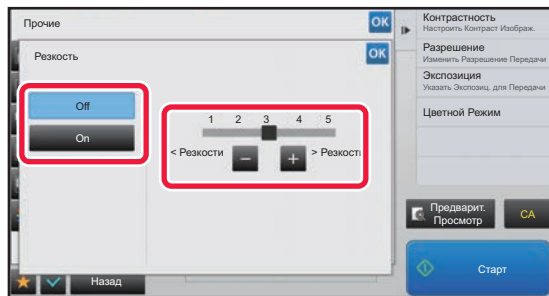 Прочие
OK
Резкость
OK
Off
On
1 2 3 4 5
< Резкости
− +
> Резкости
Назад
Контрастность
Настроить Контраст Изображ.
Разрешение
Изменить Разрешение Передачи
Экспозиция
Указать Экспозиц. для Передачи
Цветной Режим
Предварит.
Просмотр
CA
Старт